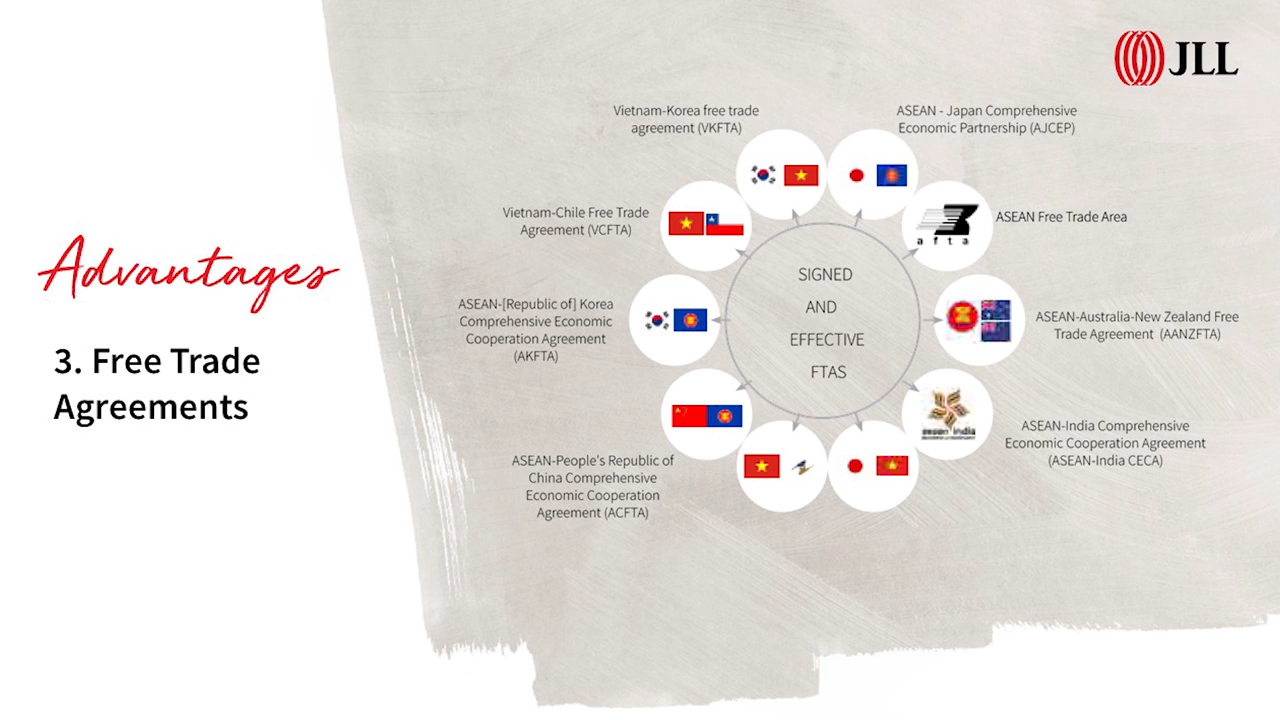 JLL
Advantages
3. Free Trade
Agreements
SIGNED
AND
EFFECTIVE
FTAS
Vietnam-Korea free trade
agreement (VKFTA)
ASEAN - Japan Comprehensive
Economic Partnership (AJCEP)
Vietnam-Chile Free Trade
Agreement (VCFTA)
afta
ASEAN Free Trade Area
ASEAN-[Republic of] Korea
Comprehensive Economic
Cooperation Agreement
(AKFTA)
ASEAN-Australia-New Zealand Free
Trade Agreement (AANZFTA)
asean india
ASEAN-India Comprehensive
Economic Cooperation Agreement
(ASEAN-India CECA)
ASEAN-People's Republic of
China Comprehensive
Economic Cooperation
Agreement (ACFTA)